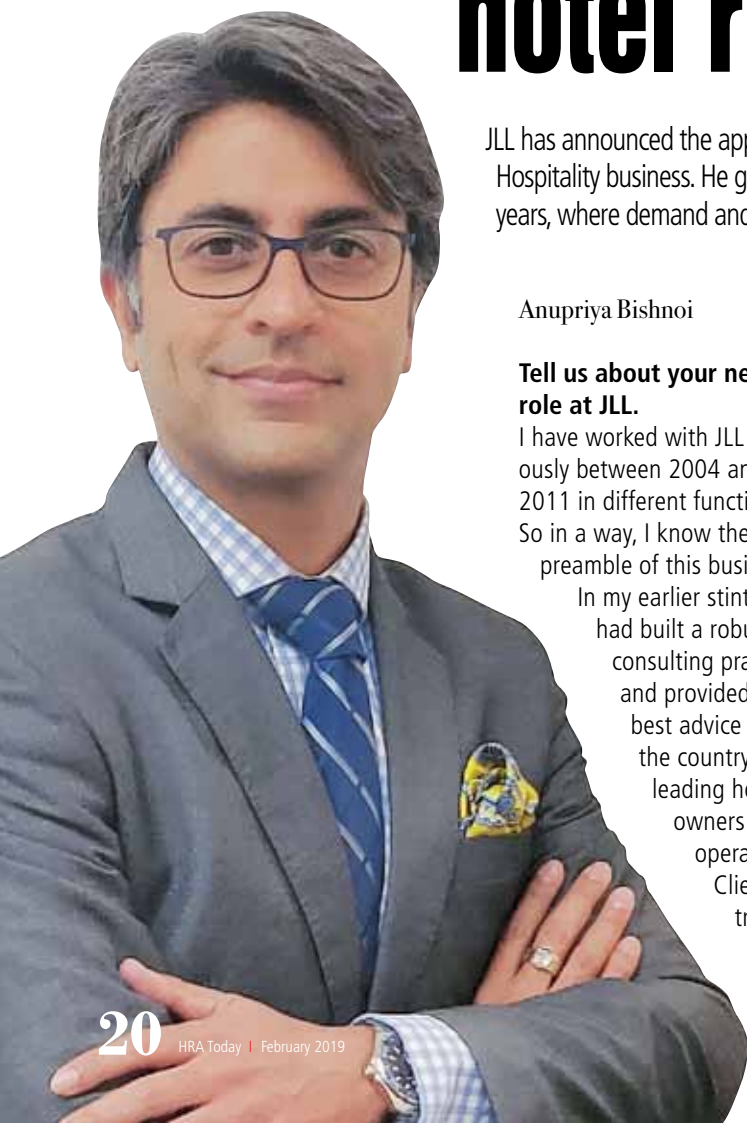 hotel r
JLL has announced the app
Hospitality business. He g
years, where demand and
Anupriya Bishnoi
Tell us about your ne
role at JLL.
I have worked with JLL
ously between 2004 an
2011 in different functi
So in a way, I know the
preamble of this busi
In my earlier stint
had built a robu
consulting pra
and provided
best advice
the country
leading ho
owners
opera
Clie
tr
20 HRA Today | February 2019